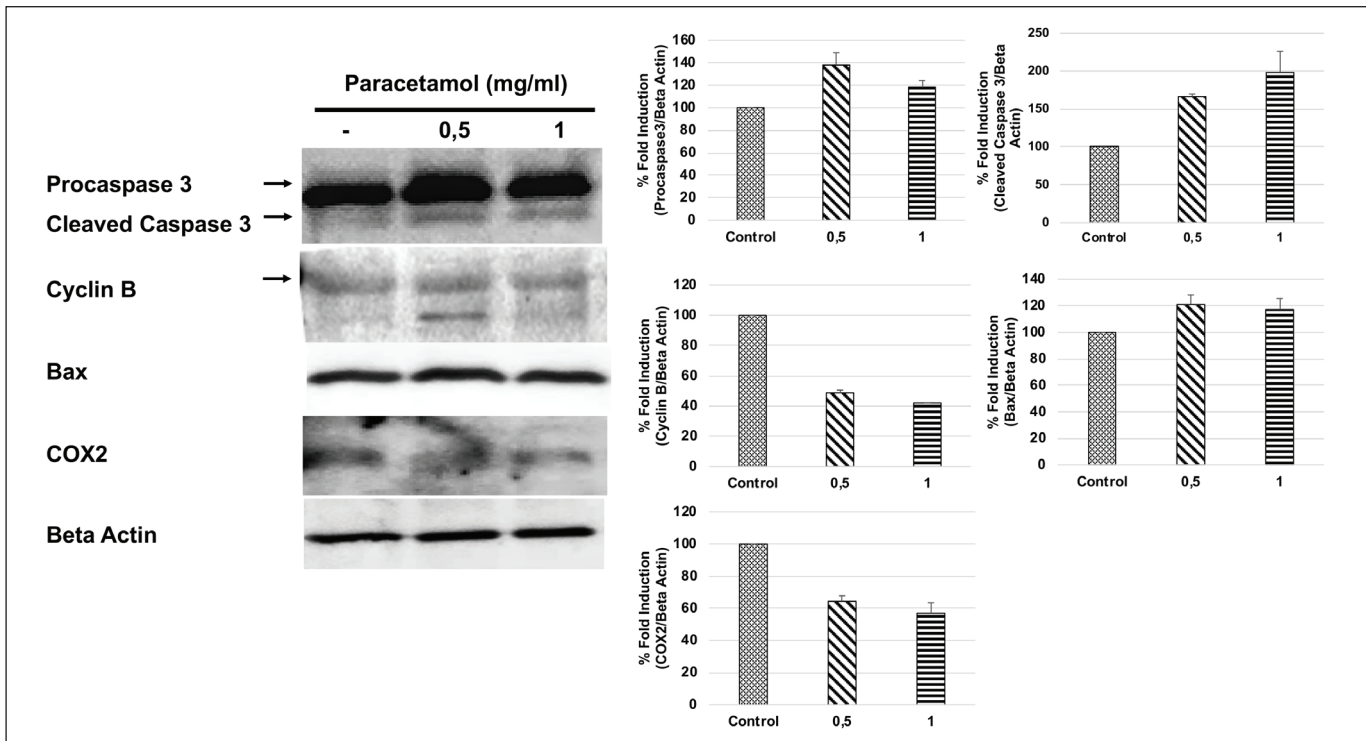 Paracetamol (mg/ml)
- 0,5 1
Procaspase 3
Cleaved Caspase 3
Cyclin B
Bax
COX2
Beta Actin
% Fold Induction
(Procaspase3/Beta Actin)
160
140
120
100
80
60
40
20
0
Control 0,5 1
% Fold Induction
(Cleaved Caspase 3/Beta
Actin)
250
200
150
100
50
0
Control 0,5 1
% Fold Induction
(Cyclin B/Beta Actin)
120
100
80
60
40
20
0
Control 0,5 1
% Fold Induction
(Bax/Beta Actin)
140
120
100
80
60
40
20
0
Control 0,5 1
% Fold Induction
(COX2/Beta Actin)
120
100
80
60
40
20
0
Control 0,5 1